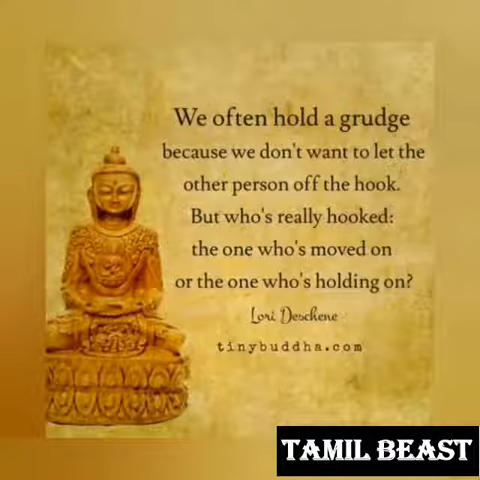 We often hold a grudge
because we don't want to let the
other person off the hook.
But who's really hooked:
the one who's moved on
or the one who's holding on?
Lori Deschene
tinybuddha.com
TAMIL BEAST